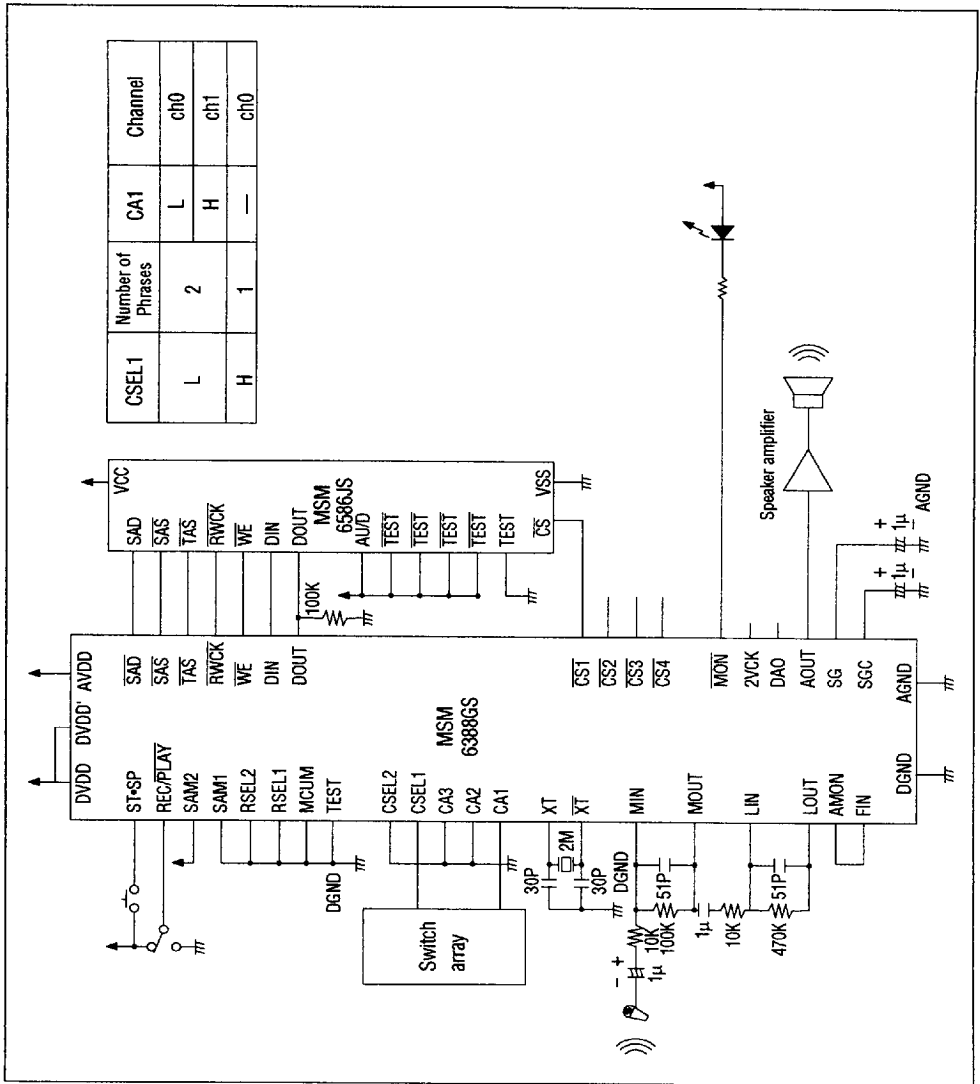 CSEL1
Number of
Phrases
CA1
Channel
L
2
L
ch0
H
ch1
H
1
—
ch0
DVDD
DVDD'
AVDD
ST•SP
REC/PLAY
SAM2
SAM1
RSEL2
RSEL1
MCUM
TEST
DGND
CSEL2
CSEL1
CA3
CA2
CA1
Switch
array
XT
XT
30P
2M
30P
DGND
MIN
MOUT
LIN
LOUT
AMON
FIN
DGND
AGND
51P
10K
100K
1µ
10K
51P
470K
- +
1µ
MSM
6388GS
SAD
SAS
TAS
RWCK
WE
DIN
DOUT
CS1
CS2
CS3
CS4
MON
2VCK
DAO
AOUT
SG
SGC
100K
VCC
SAD
SAS
TAS
RWCK
WE
DIN
DOUT
MSM
6586JS
AU/D
TEST
TEST
TEST
TEST
TEST
CS
VSS
Speaker amplifier
+
1µ
-
+
1µ
-
AGND